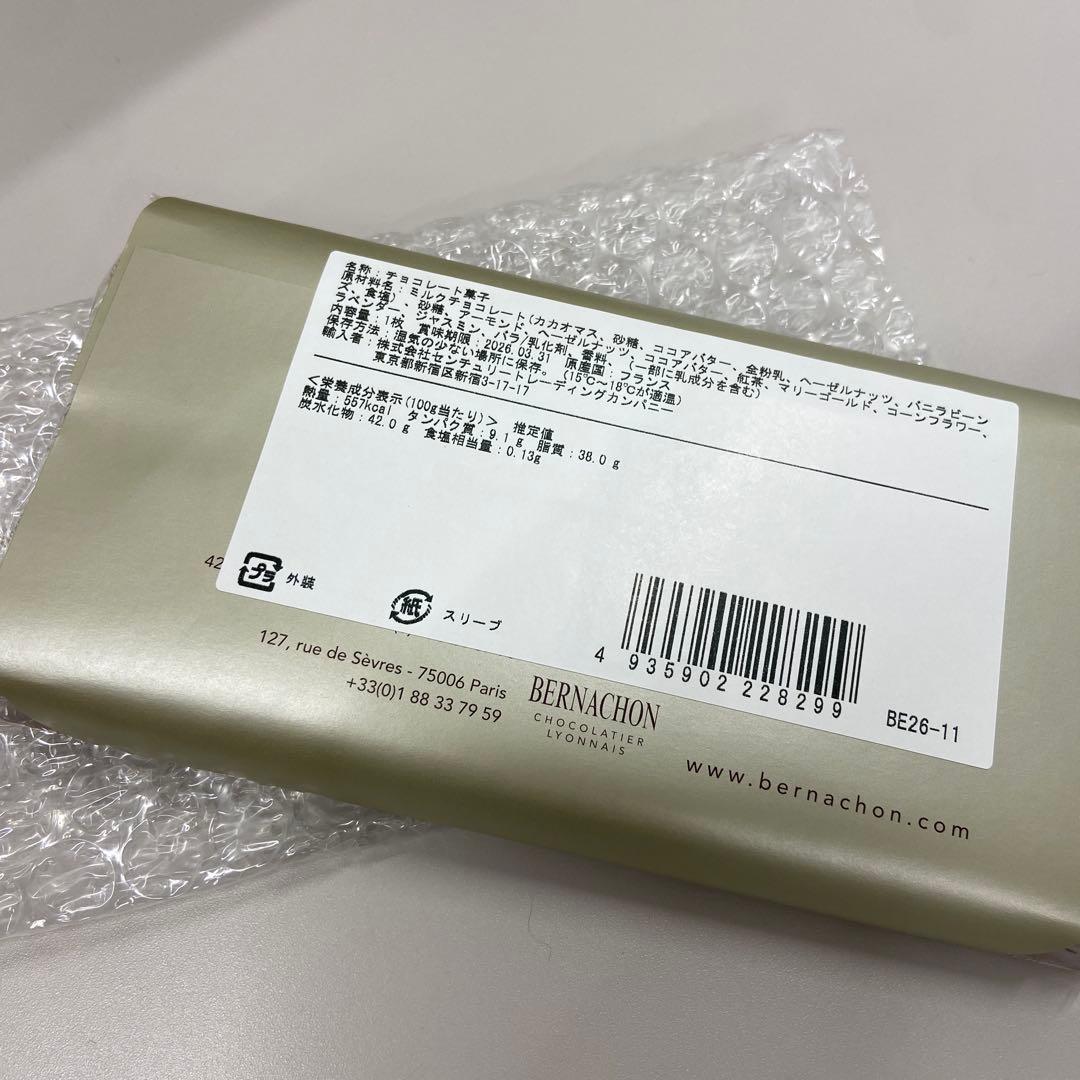 名称：チョコレート菓子
原材料名：ミルクチョコレート(カカオマス、砂糖、ココアバター、全粉乳、ヘーゼルナッツ、バニラビーン
ズ、食塩)、砂糖、アーモンド、ヘーゼルナッツ、ココアバター、紅茶、マリーゴールド、コーンフラワー、
ラベンダー、ジャスミン、バラ/乳化剤、香料、(一部に乳成分を含む)
内容量：1枚 賞味期限：2026.03.31 原産国：フランス
保存方法：湿気の少ない場所に保存。(15℃~18℃が適温)
輸入者：株式会社センチュリートレーディングカンパニー
東京都新宿区新宿3-17-17
<栄養成分表示(100g当たり)> 推定値
熱量：557kcal タンパク質：9.1g 脂質：38.0g
炭水化物：42.0g 食塩相当量：0.13g
プラ 外装
紙 スリーブ
4 935902 228299
BE26-11
42
127, rue de Sèvres - 75006 Paris
+33(0)1 88 33 79 59
BERNACHON
CHOCOLATIER
LYONNAIS
www.bernachon.com